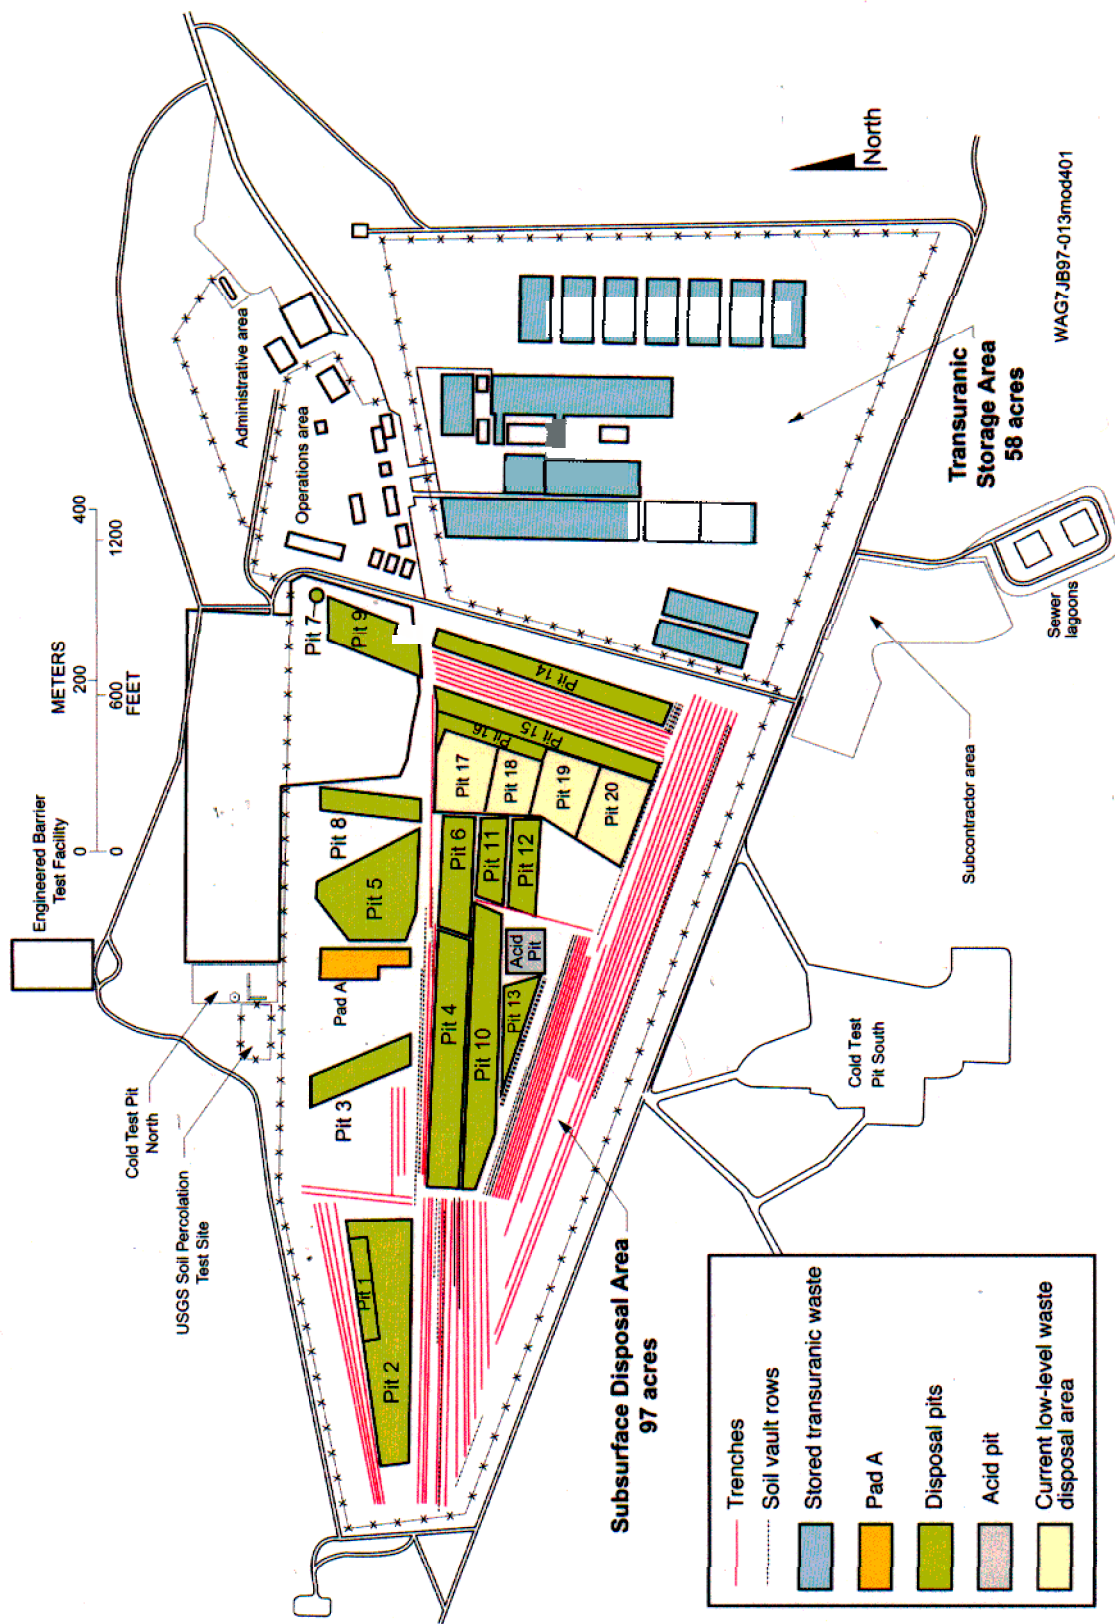 Engineered Barrier
Test Facility
METERS
0 200 400
0 600 1200
FEET
Cold Test Pit
North
USGS Soil Percolation
Test Site
Administrative area
Operations area
Pit 1
Pit 2
Pit 3
Pad A
Pit 5
Pit 8
Pit 7
Pit 9
Pit 4
Pit 6
Pit 10
Pit 11
Pit 12
Pit 13
Acid
Pit
Pit 17
Pit 18
Pit 19
Pit 20
Pit 16
Pit 15
Pit 14
Subsurface Disposal Area
97 acres
Transuranic
Storage Area
58 acres
North
Cold Test
Pit South
Subcontractor area
Sewer
lagoons
Trenches
Soil vault rows
Stored transuranic waste
Pad A
Disposal pits
Acid pit
Current low-level waste
disposal area
WAG7JB97-013mod401